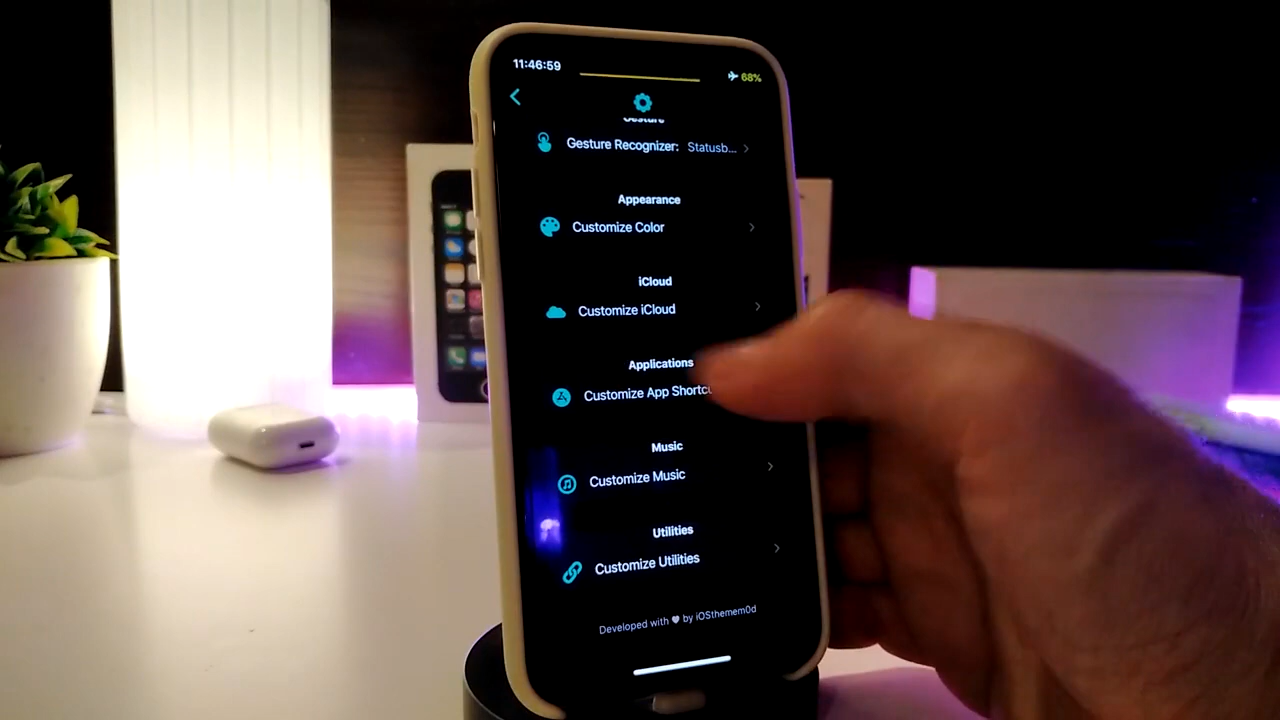 11:46:59
68%
Gesture
Gesture Recognizer: Statusb...
Appearance
Customize Color
iCloud
Customize iCloud
Applications
Customize App Shortc
Music
Customize Music
Utilities
Customize Utilities
Developed with ♥ by iOSthemem0d